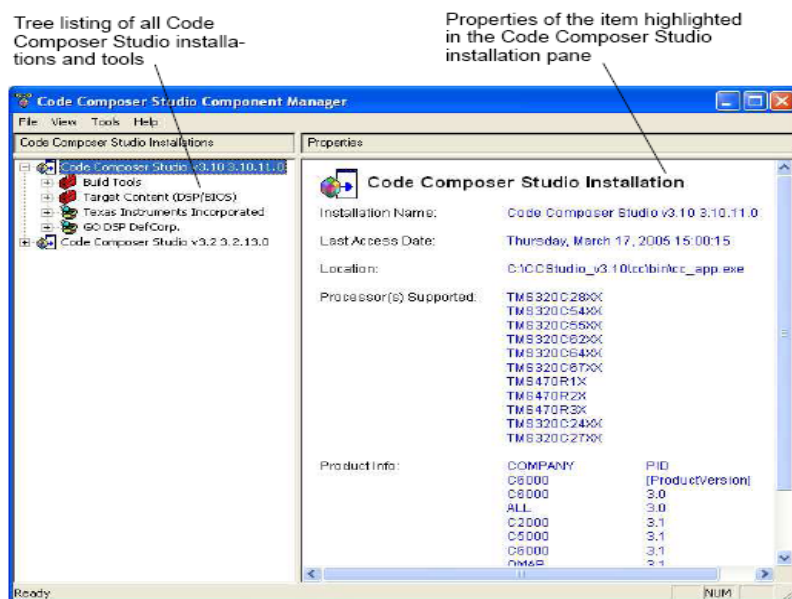 Tree listing of all Code
Composer Studio installa-
tions and tools
Properties of the item highlighted
in the Code Composer Studio
installation pane
Code Composer Studio Component Manager
File View Tools Help
Code Composer Studio Installations
Properties
Code Composer Studio v3.10 3.10.11.0
Build Tools
Target Content (DSP/BIOS)
Texas Instruments Incorporated
GO DSP DefCorp.
Code Composer Studio v3.2 3.2.13.0
Code Composer Studio Installation
Installation Name: Code Composer Studio v3.10 3.10.11.0
Last Access Date: Thursday, March 17, 2005 15:00:15
Location: C:\CCStudio_v3.10\cc\bin\cc_app.exe
Processor(s) Supported: TMS320C28XX
TMS320C54XX
TMS320C55XX
TMS320C62XX
TMS320C64XX
TMS320C67XX
TMS470R1X
TMS470R2X
TMS470R3X
TMS320C24XX
TMS320C27XX
Product Info: COMPANY PID
C6000 [ProductVersion]
C6000 3.0
ALL 3.0
C2000 3.1
C5000 3.1
C6000 3.1
OMAP 3.1
Ready NUM